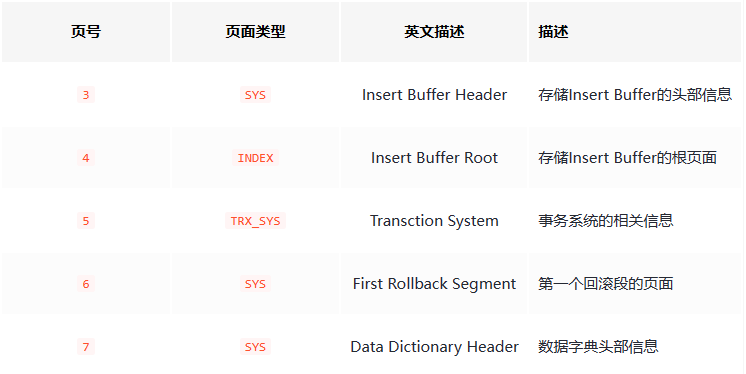 页号 页面类型 英文描述 描述
3 SYS Insert Buffer Header 存储Insert Buffer的头部信息
4 INDEX Insert Buffer Root 存储Insert Buffer的根页面
5 TRX_SYS Transction System 事务系统的相关信息
6 SYS First Rollback Segment 第一个回滚段的页面
7 SYS Data Dictionary Header 数据字典头部信息